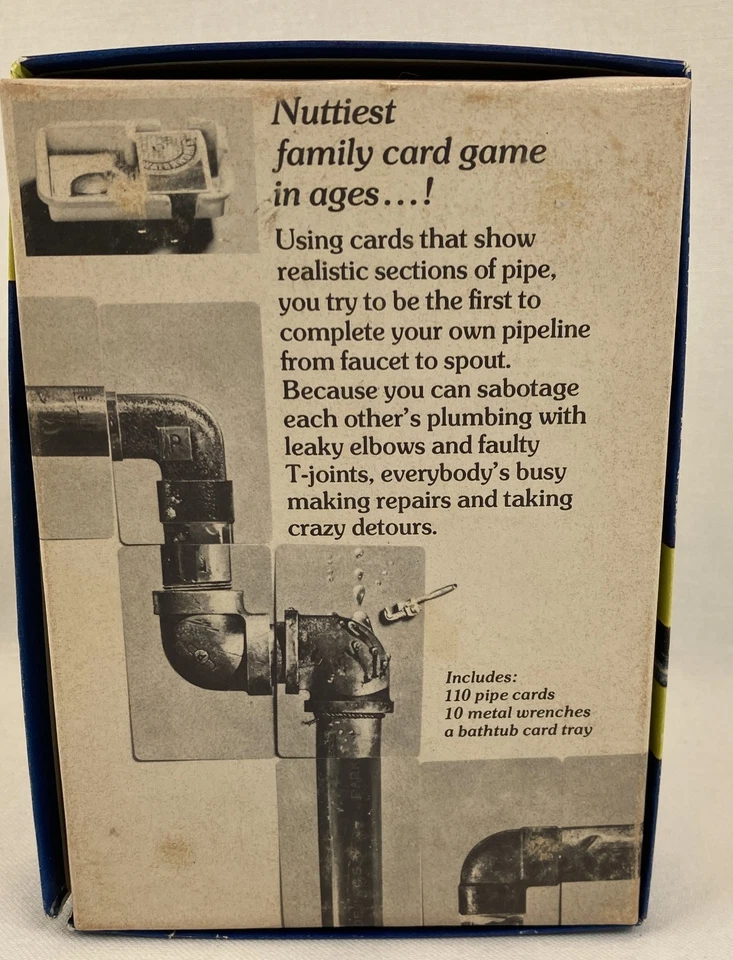 Nuttiest
family card game
in ages...!
Using cards that show
realistic sections of pipe,
you try to be the first to
complete your own pipeline
from faucet to spout.
Because you can sabotage
each other's plumbing with
leaky elbows and faulty
T-joints, everybody's busy
making repairs and taking
crazy detours.
P
Includes:
110 pipe cards
10 metal wrenches
a bathtub card tray